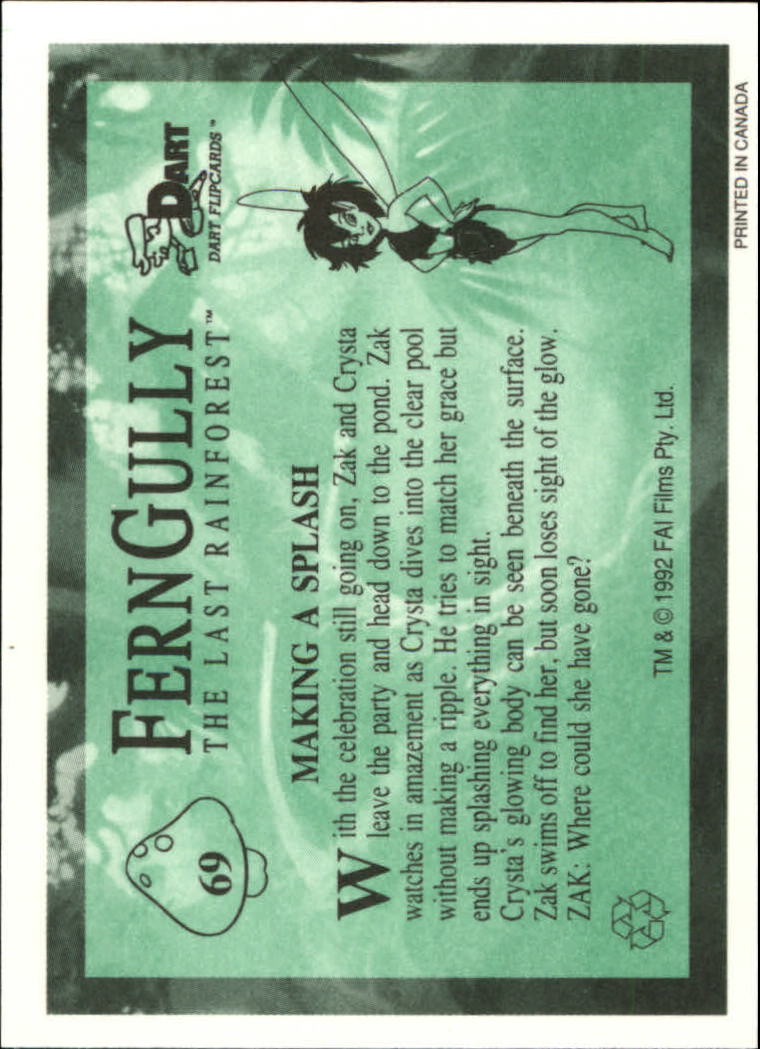 69
FERNGULLY
THE LAST RAINFOREST™
DART
DART FLIPCARDS™
MAKING A SPLASH
With the celebration still going on, Zak and Crysta
leave the party and head down to the pond. Zak
watches in amazement as Crysta dives into the clear pool
without making a ripple. He tries to match her grace but
ends up splashing everything in sight.
Crysta's glowing body can be seen beneath the surface.
Zak swims off to find her, but soon loses sight of the glow.
ZAK: Where could she have gone?
TM & © 1992 FAI Films Pty. Ltd.
PRINTED IN CANADA